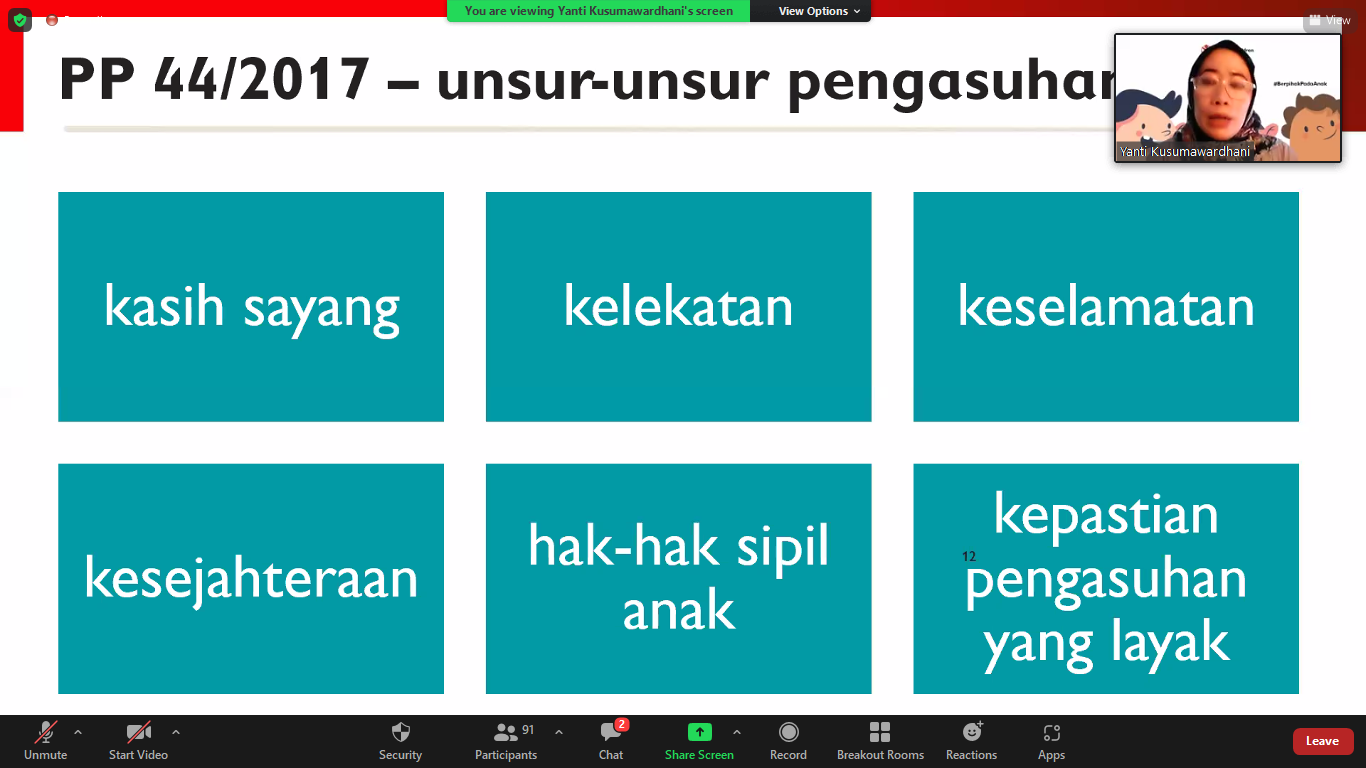 You are viewing Yanti Kusumawardhani's screen
View Options
View
PP 44/2017 – unsur-unsur pengasuhan
#BerpihakPadaAnak
Yanti Kusumawardhani
kasih sayang
kelekatan
keselamatan
kesejahteraan
hak-hak sipil
anak
kepastian
12
pengasuhan
yang layak
Unmute
Start Video
Security
91
Participants
2
Chat
Share Screen
Record
Breakout Rooms
Reactions
Apps
Leave